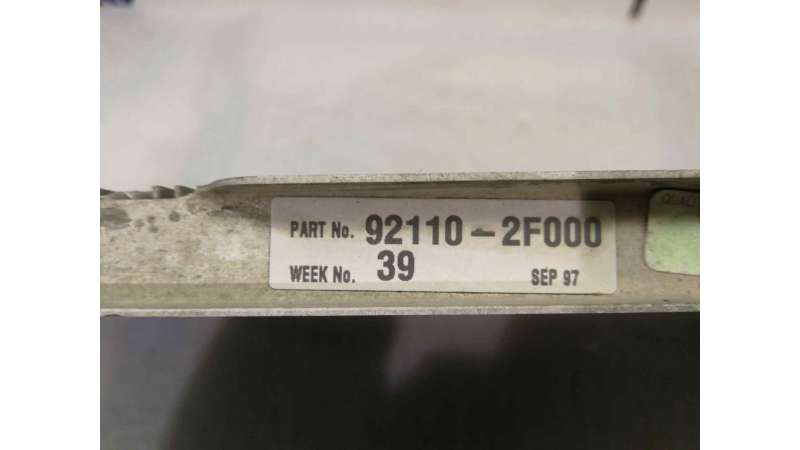 PART No. 92110-2F000
WEEK No. 39 SEP 97